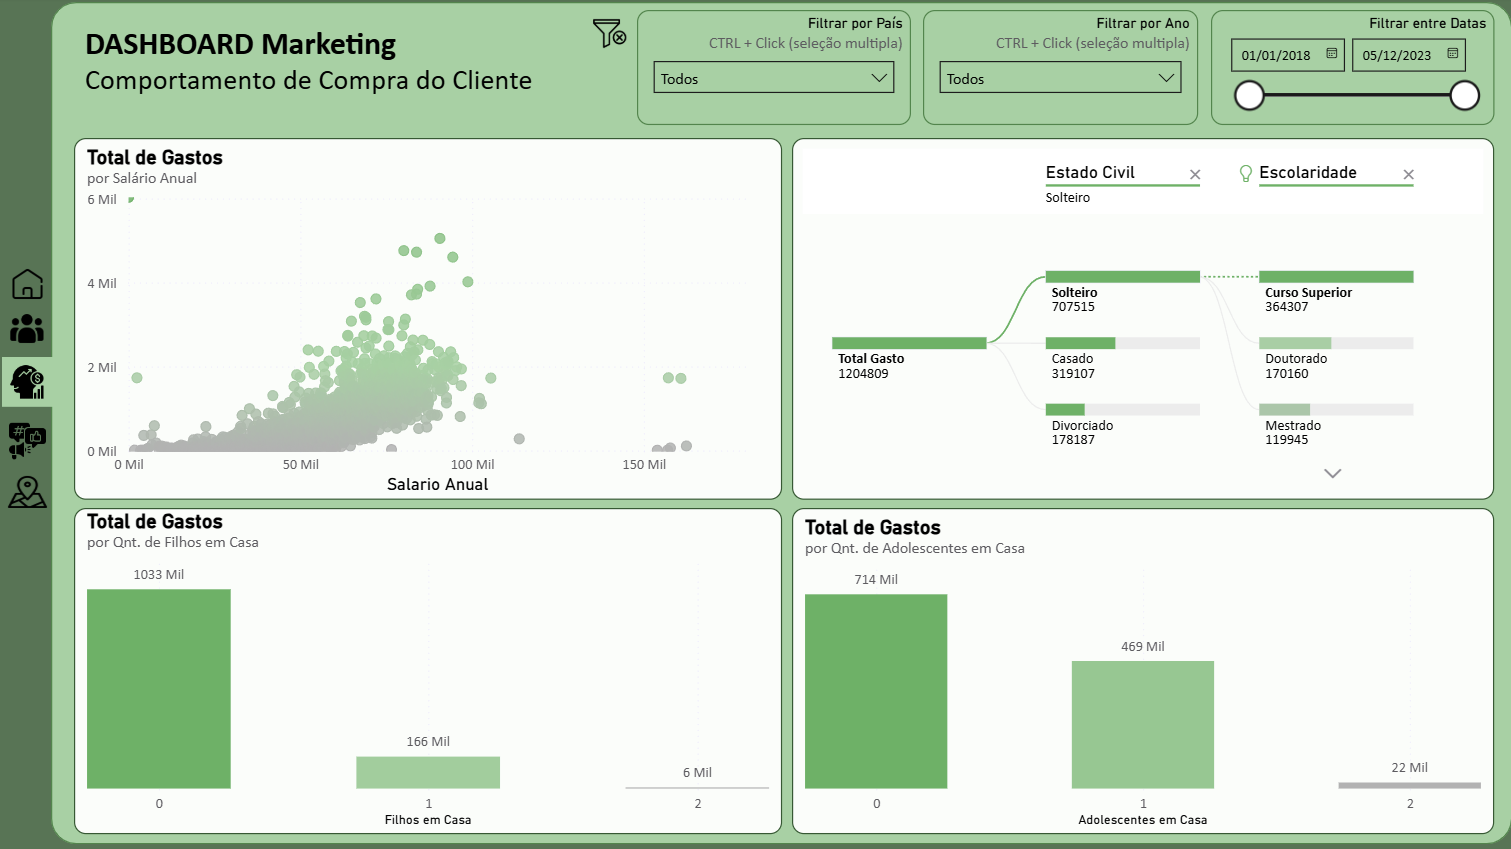 DASHBOARD Marketing
Comportamento de Compra do Cliente
Filtrar por País
CTRL + Click (seleção multipla)
Todos
Filtrar por Ano
CTRL + Click (seleção multipla)
Todos
Filtrar entre Datas
01/01/2018
05/12/2023
Total de Gastos
por Salário Anual
6 Mil
4 Mil
2 Mil
0 Mil
0 Mil
50 Mil
100 Mil
150 Mil
Salario Anual
Estado Civil
Solteiro
Escolaridade
Total Gasto
1204809
Solteiro
707515
Casado
319107
Divorciado
178187
Curso Superior
364307
Doutorado
170160
Mestrado
119945
Total de Gastos
por Qnt. de Filhos em Casa
1033 Mil
166 Mil
6 Mil
0
1
2
Filhos em Casa
Total de Gastos
por Qnt. de Adolescentes em Casa
714 Mil
469 Mil
22 Mil
0
1
2
Adolescentes em Casa